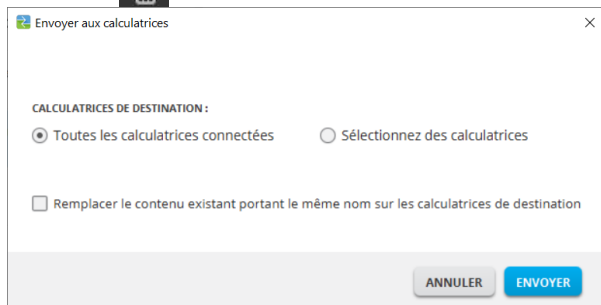 Envoyer aux calculatrices
CALCULATRICES DE DESTINATION :
Toutes les calculatrices connectées
Sélectionnez des calculatrices
Remplacer le contenu existant portant le même nom sur les calculatrices de destination
ANNULER
ENVOYER